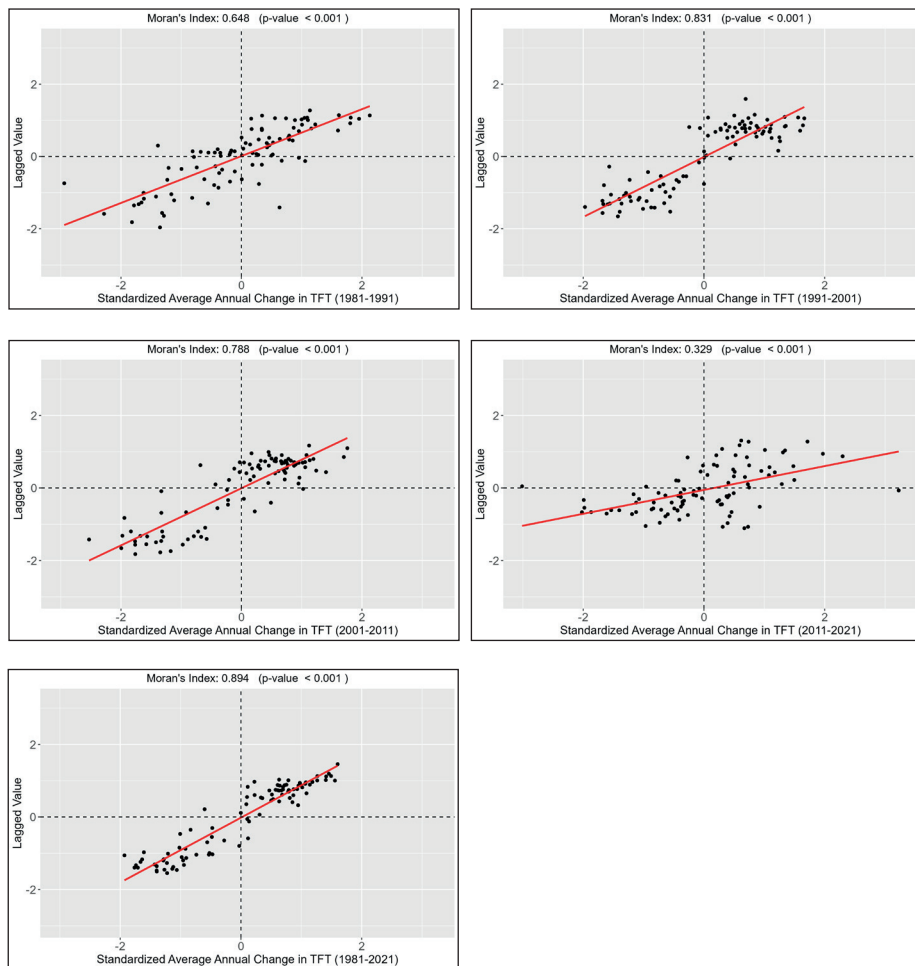 Moran's Index: 0.648 (p-value < 0.001 )
2
0
-2
Lagged Value
-2 0 2
Standardized Average Annual Change in TFT (1981-1991)
Moran's Index: 0.831 (p-value < 0.001 )
2
0
-2
Lagged Value
-2 0 2
Standardized Average Annual Change in TFT (1991-2001)
Moran's Index: 0.788 (p-value < 0.001 )
2
0
-2
Lagged Value
-2 0 2
Standardized Average Annual Change in TFT (2001-2011)
Moran's Index: 0.329 (p-value < 0.001 )
2
0
-2
Lagged Value
-2 0 2
Standardized Average Annual Change in TFT (2011-2021)
Moran's Index: 0.894 (p-value < 0.001 )
2
0
-2
Lagged Value
-2 0 2
Standardized Average Annual Change in TFT (1981-2021)